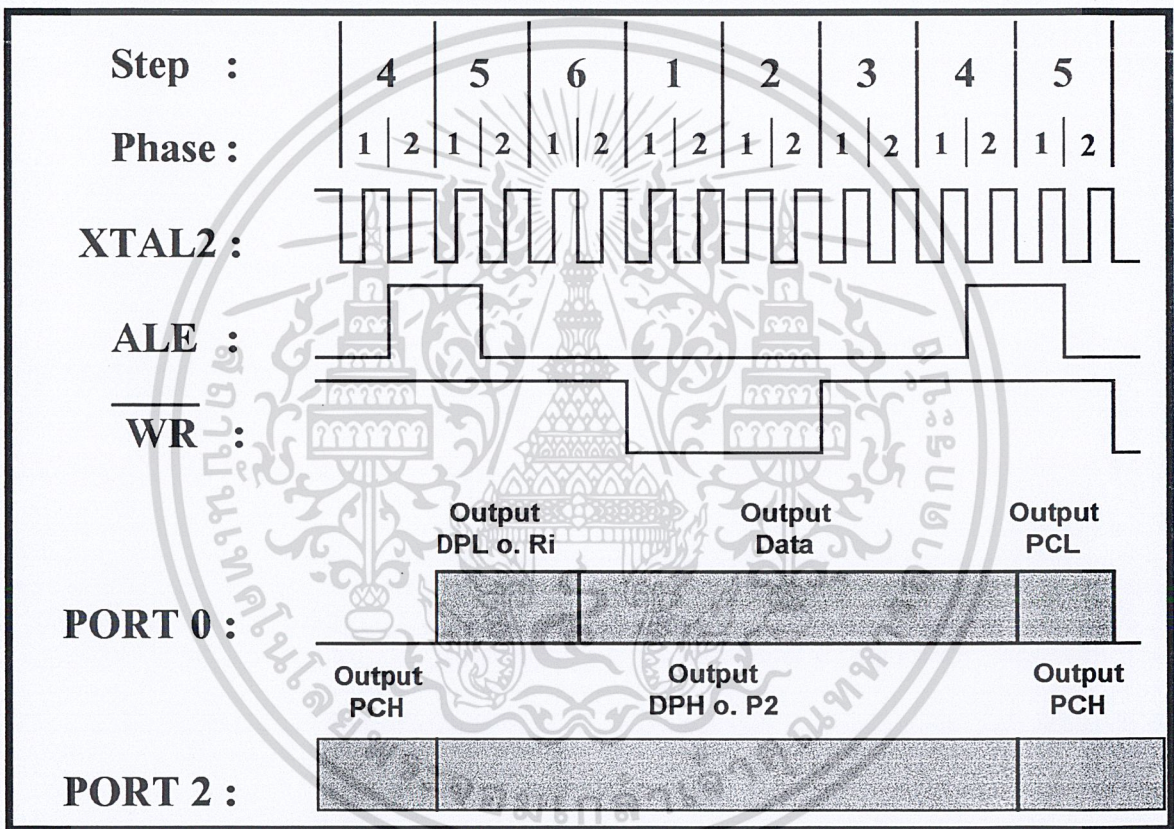 Step : 4 5 6 1 2 3 4 5
Phase : 1 2 1 2 1 2 1 2 1 2 1 2 1 2 1 2
XTAL2 :
ALE :
WR :
Output Output Output
DPL o. Ri Data PCL
PORT 0 :
Output Output Output
PCH DPH o. P2 PCH
PORT 2 :